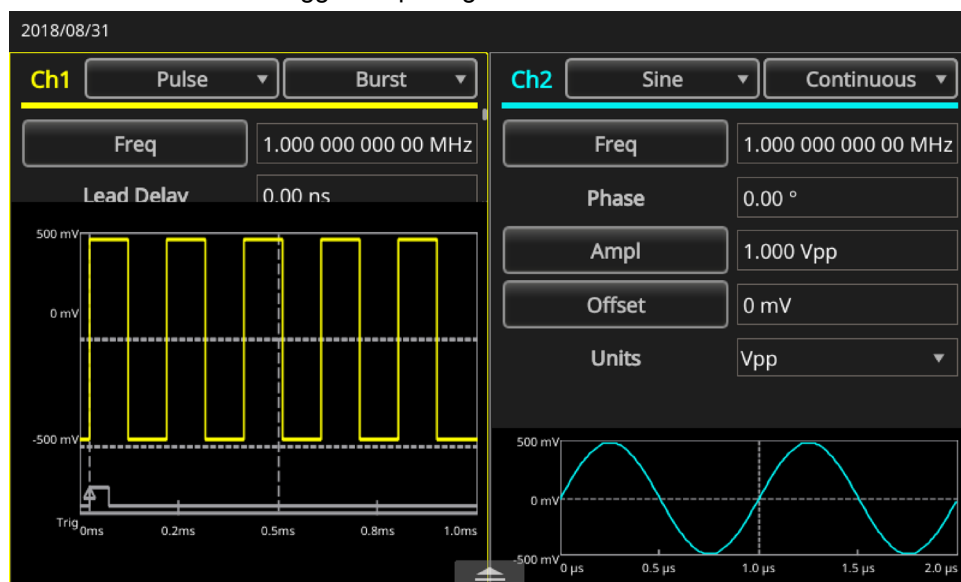 2018/08/31
Ch1 Pulse Burst
Freq 1.000 000 000 00 MHz
Lead Delay 0.00 ns
500 mV
0 mV
-500 mV
Trig
0ms 0.2ms 0.5ms 0.8ms 1.0ms
Ch2 Sine Continuous
Freq 1.000 000 000 00 MHz
Phase 0.00 °
Ampl 1.000 Vpp
Offset 0 mV
Units Vpp
500 mV
0 mV
-500 mV
0 µs 0.5 µs 1.0 µs 1.5 µs 2.0 µs